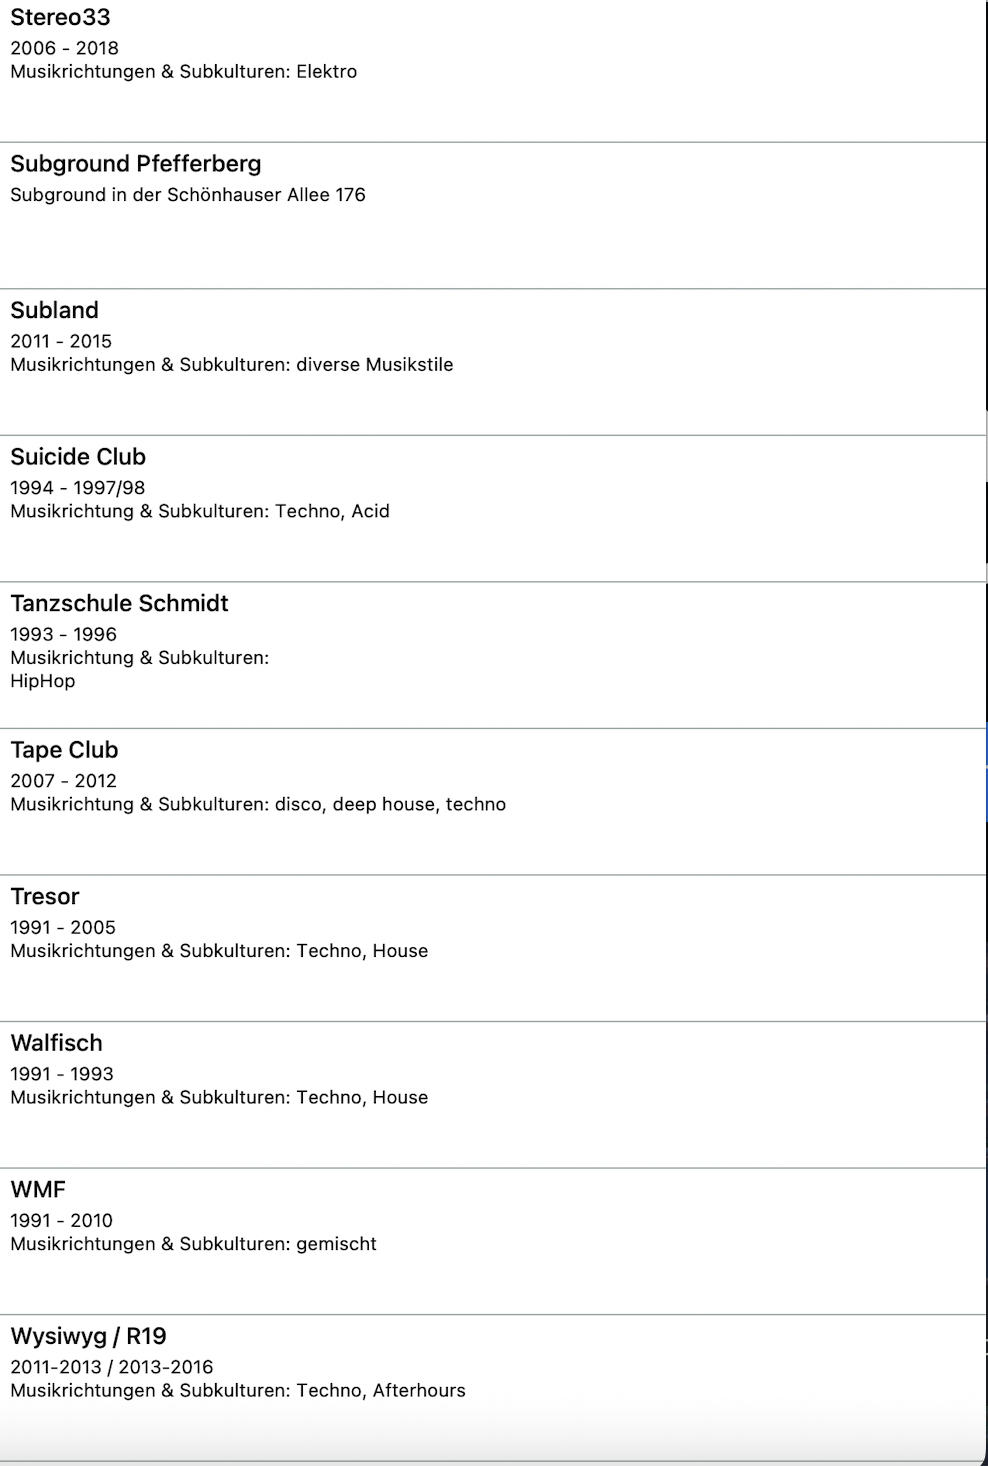 Stereo33
2006 - 2018
Musikrichtungen & Subkulturen: Elektro
Subground Pfefferberg
Subground in der Schönhauser Allee 176
Subland
2011 - 2015
Musikrichtungen & Subkulturen: diverse Musikstile
Suicide Club
1994 - 1997/98
Musikrichtung & Subkulturen: Techno, Acid
Tanzschule Schmidt
1993 - 1996
Musikrichtung & Subkulturen:
HipHop
Tape Club
2007 - 2012
Musikrichtung & Subkulturen: disco, deep house, techno
Tresor
1991 - 2005
Musikrichtungen & Subkulturen: Techno, House
Walfisch
1991 - 1993
Musikrichtungen & Subkulturen: Techno, House
WMF
1991 - 2010
Musikrichtungen & Subkulturen: gemischt
Wysiwyg / R19
2011-2013 / 2013-2016
Musikrichtungen & Subkulturen: Techno, Afterhours